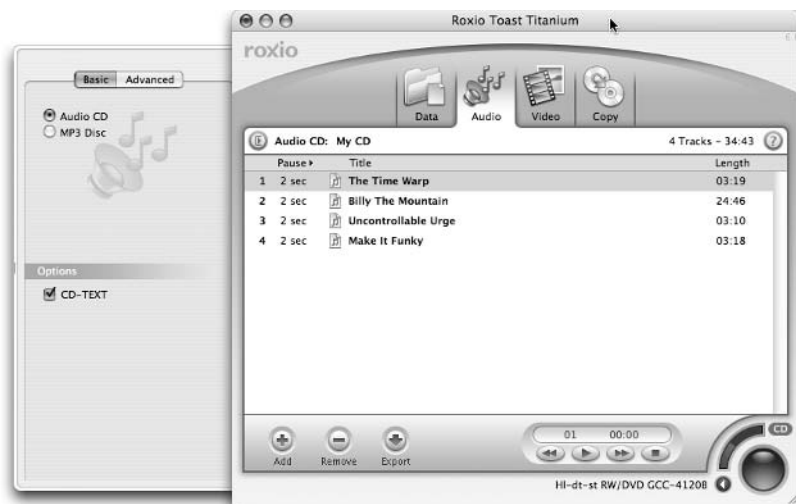 Roxio Toast Titanium
roxio
Basic Advanced
Audio CD
MP3 Disc
Options
CD-TEXT
Data Audio Video Copy
Audio CD: My CD 4 Tracks - 34:43 ?
Pause Title Length
1 2 sec The Time Warp 03:19
2 2 sec Billy The Mountain 24:46
3 2 sec Uncontrollable Urge 03:10
4 2 sec Make It Funky 03:18
Add Remove Export
01 00:00
CD
HI-dt-st RW/DVD GCC-4120B